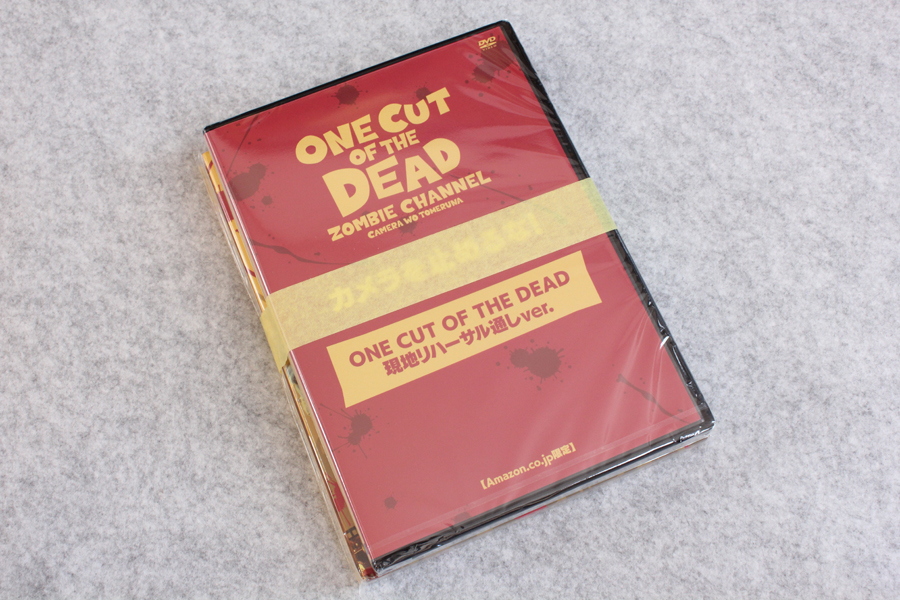 DVD
VIDEO
ONE CUT
OF THE
DEAD
ZOMBIE CHANNEL
CAMERA WO TOMERUNA
カメラを止めるな!
ONE CUT OF THE DEAD
現地リハーサル通しver.
【Amazon.co.jp限定】